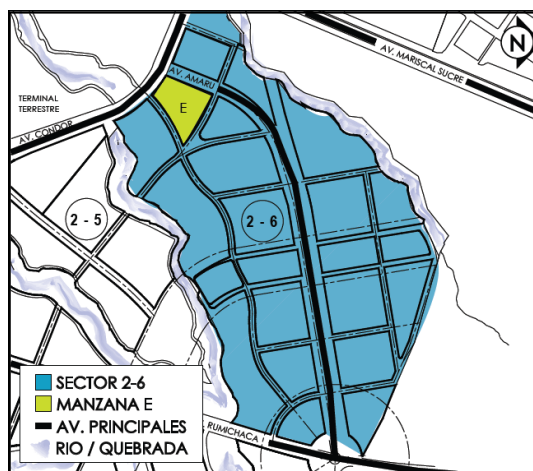 AV. MARISCAL SUCRE
N
AV. AMARU
E
TERMINAL
TERRESTRE
AV. CONDOR
2 - 5
2 - 6
SECTOR 2-6
MANZANA E
AV. PRINCIPALES
RIO / QUEBRADA
RUMICHACA